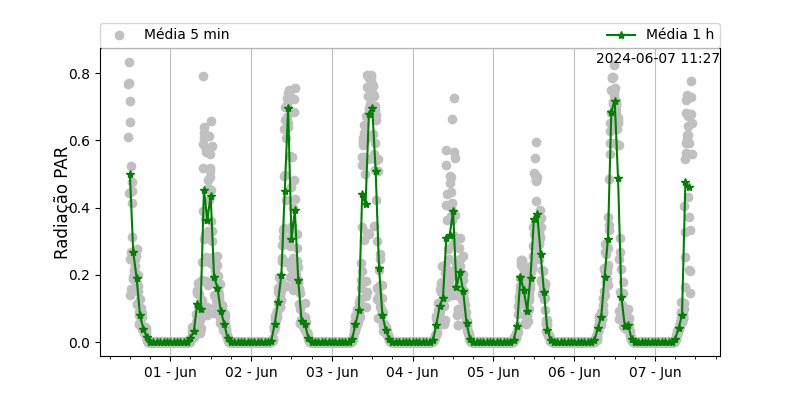 Média 5 min
Média 1 h
2024-06-07 11:27
Radiação PAR
0.8
0.6
0.4
0.2
0.0
01 - Jun
02 - Jun
03 - Jun
04 - Jun
05 - Jun
06 - Jun
07 - Jun